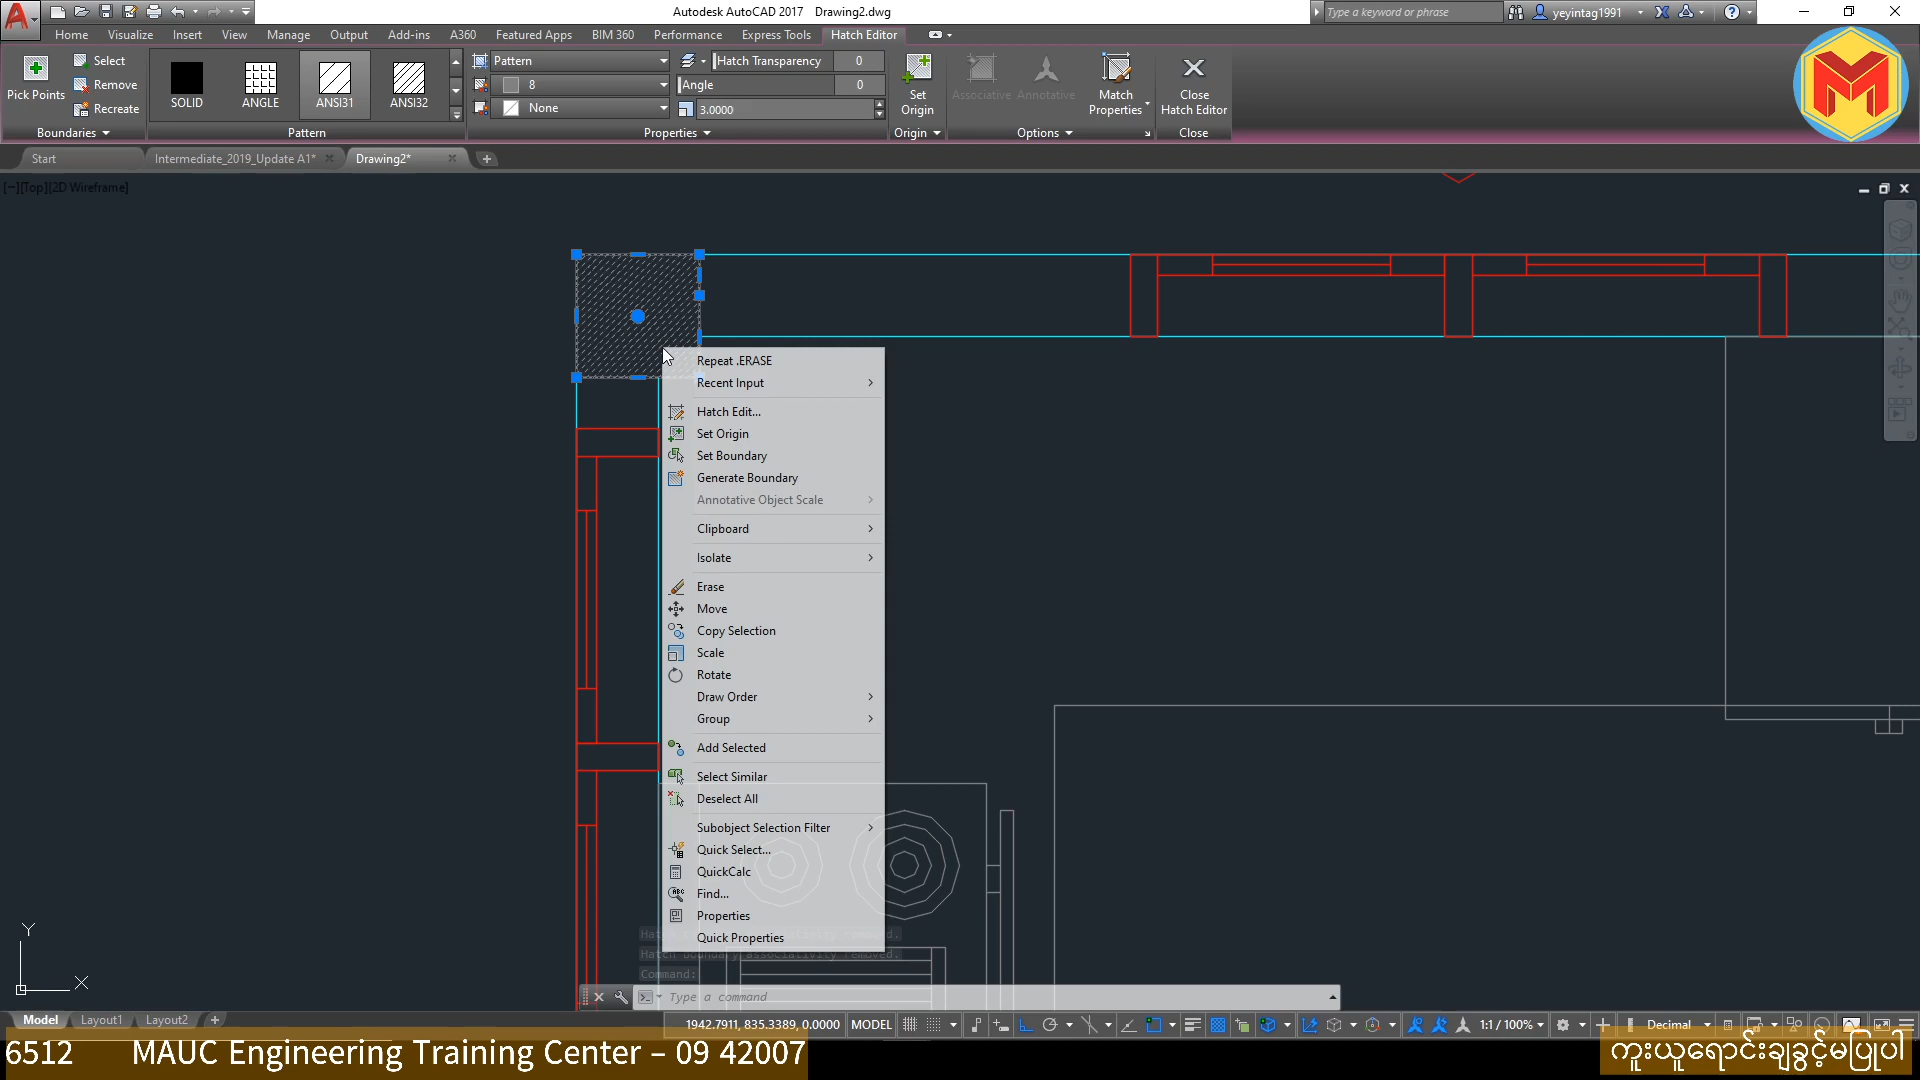 Autodesk AutoCAD 2017 Drawing2.dwg
Type a keyword or phrase
yeyintag1991
Home Visualize Insert View Manage Output Add-ins A360 Featured Apps BIM 360 Performance Express Tools Hatch Editor
Pick Points
Select
Remove
Recreate
Boundaries
SOLID
ANGLE
ANSI31
ANSI32
Pattern
Pattern
8
None
Hatch Transparency 0
Angle 0
3.0000
Properties
Set Origin
Origin
Associative
Annotative
Match Properties
Options
Close Hatch Editor
Close
Start
Intermediate_2019_Update A1*
Drawing2*
[−][Top][2D Wireframe]
Repeat .ERASE
Recent Input
Hatch Edit...
Set Origin
Set Boundary
Generate Boundary
Annotative Object Scale
Clipboard
Isolate
Erase
Move
Copy Selection
Scale
Rotate
Draw Order
Group
Add Selected
Select Similar
Deselect All
Subobject Selection Filter
Quick Select...
QuickCalc
Find...
Properties
Quick Properties
Hatch boundary associativity removed.
Command:
Type a command
Y
X
Model Layout1 Layout2
1942.7911, 835.3389, 0.0000 MODEL 1:1 / 100% Decimal
6512 MAUC Engineering Training Center – 09 42007
ကူးယူရောင်းချခွင့်မပြုပါ